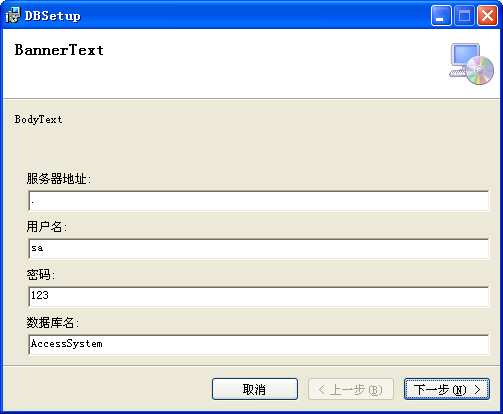 DBSetup
BannerText
BodyText
服务器地址:
.
用户名:
sa
密码:
123
数据库名:
AccessSystem
取消
< 上一步(B)
下一步(N) >